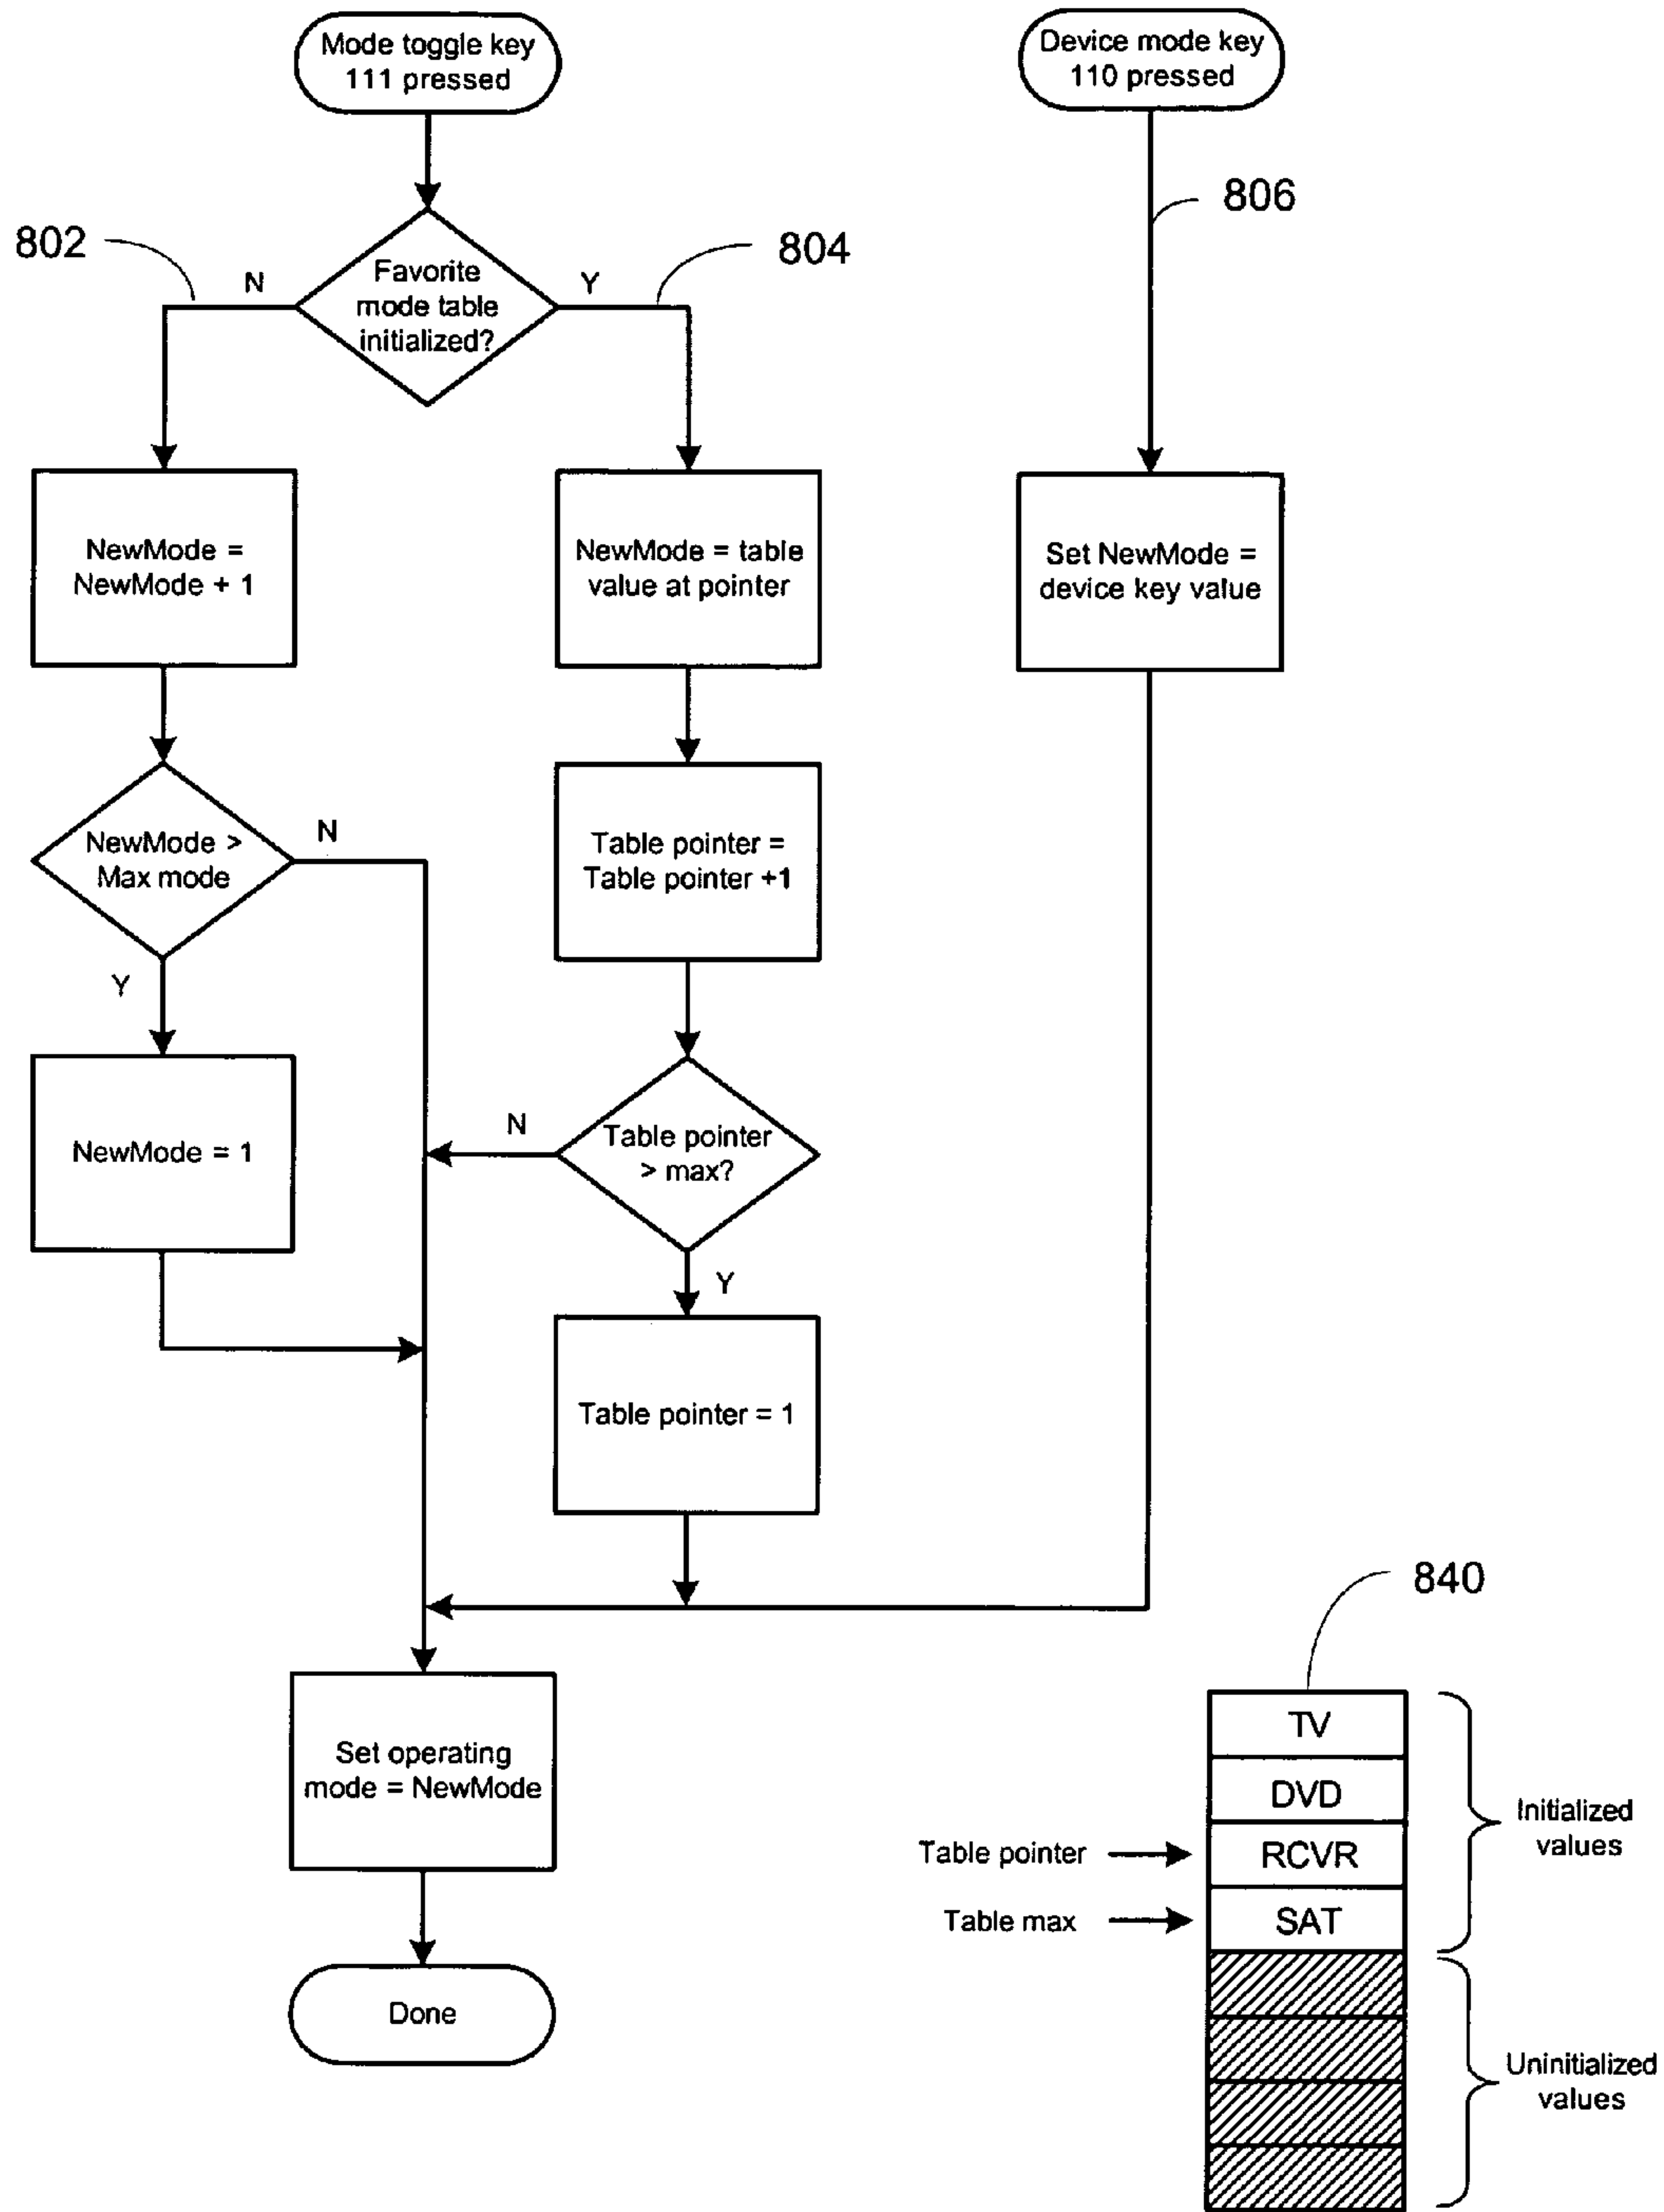 Mode toggle key
111 pressed
Device mode key
110 pressed
806
802
804
N
Favorite
mode table
initialized?
Y
NewMode =
NewMode + 1
NewMode = table
value at pointer
Set NewMode =
device key value
NewMode >
Max mode
N
Y
Table pointer =
Table pointer +1
NewMode = 1
N
Table pointer
> max?
Y
Table pointer = 1
840
Set operating
mode = NewMode
Done
TV
DVD
Table pointer
RCVR
Table max
SAT
Initialized
values
Uninitialized
values